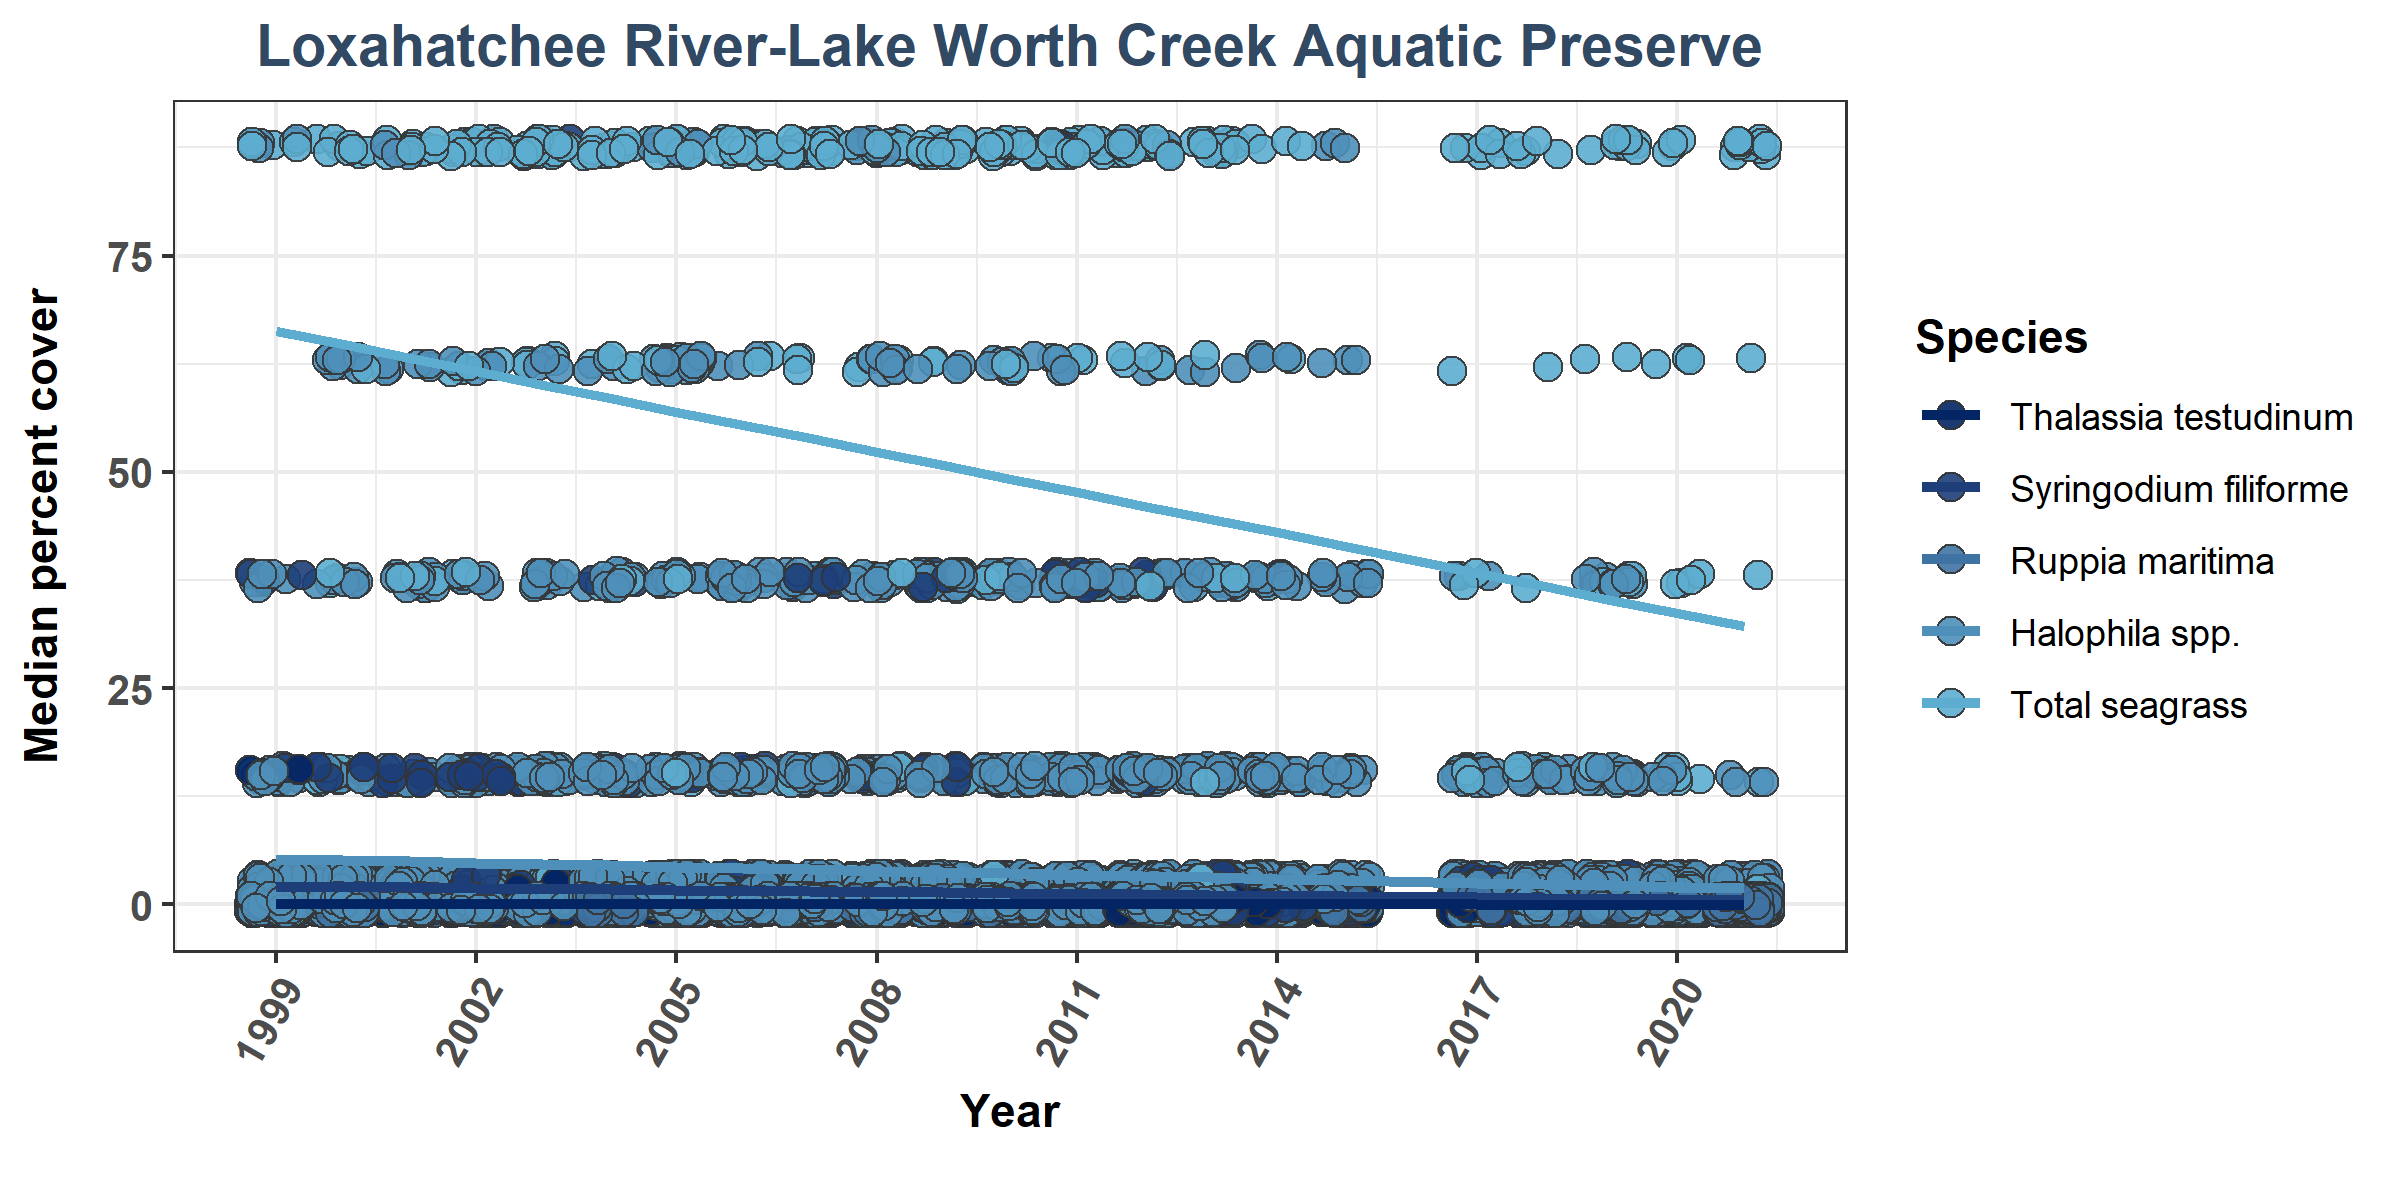 Loxahatchee River-Lake Worth Creek Aquatic Preserve
Median percent cover
75
50
25
0
1999
2002
2005
2008
2011
2014
2017
2020
Year
Species
Thalassia testudinum
Syringodium filiforme
Ruppia maritima
Halophila spp.
Total seagrass